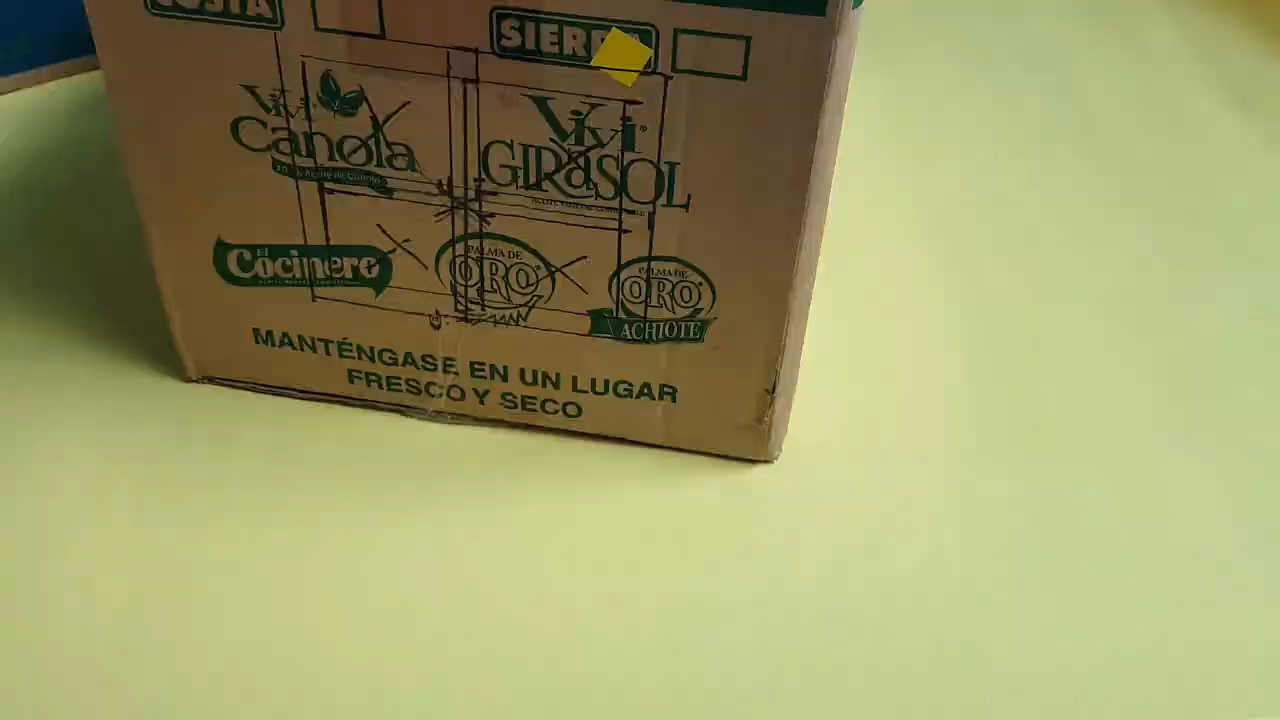 SIERRA
Vivi
Canola
Vivi
GIRaSOL
El
Cocinero
PALMA DE
ORO
PALMA DE
ORO
ACHIOTE
MANTÉNGASE EN UN LUGAR
FRESCO Y SECO